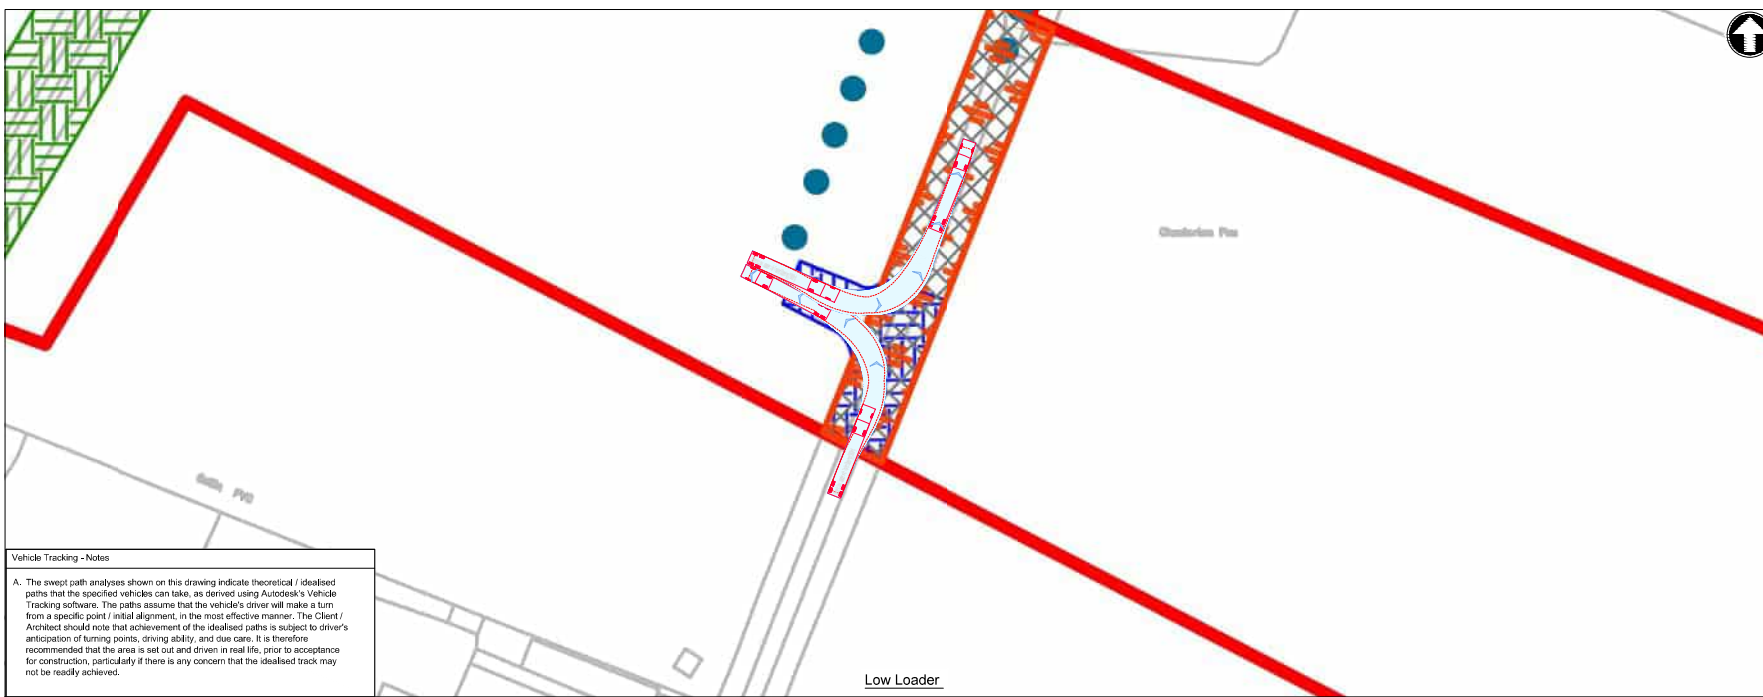 Vehicle Tracking - Notes
A. The swept path analyses shown on this drawing indicate theoretical / idealised
paths that the specified vehicles can take, as derived using Autodesk's Vehicle
Tracking software. The paths assume that the vehicle's driver will make a turn
from a specific point / initial alignment, in the most effective manner. The Client /
Architect should note that achievement of the idealised paths is subject to driver's
anticipation of turning points, driving ability, and due care. It is therefore
recommended that the area is set out and driven in real life, prior to acceptance
for construction, particularly if there is any concern that the idealised track may
not be readily achieved.
Low Loader